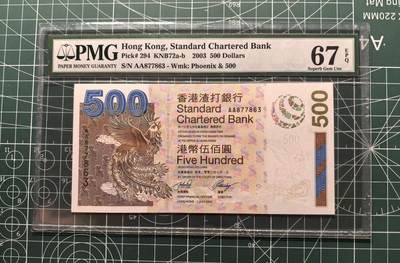 PMG
PAPER MONEY GUARANTY
Hong Kong, Standard Chartered Bank
Pick# 294 KNB72a-b 2003 500 Dollars
S/N AA877863 - Wmk: Phoenix & 500
67 EPQ
Superb Gem Unc
500
香港渣打銀行
Standard
Chartered Bank
AA877863
港幣伍佰圓
Five Hundred
500
A4
220MM